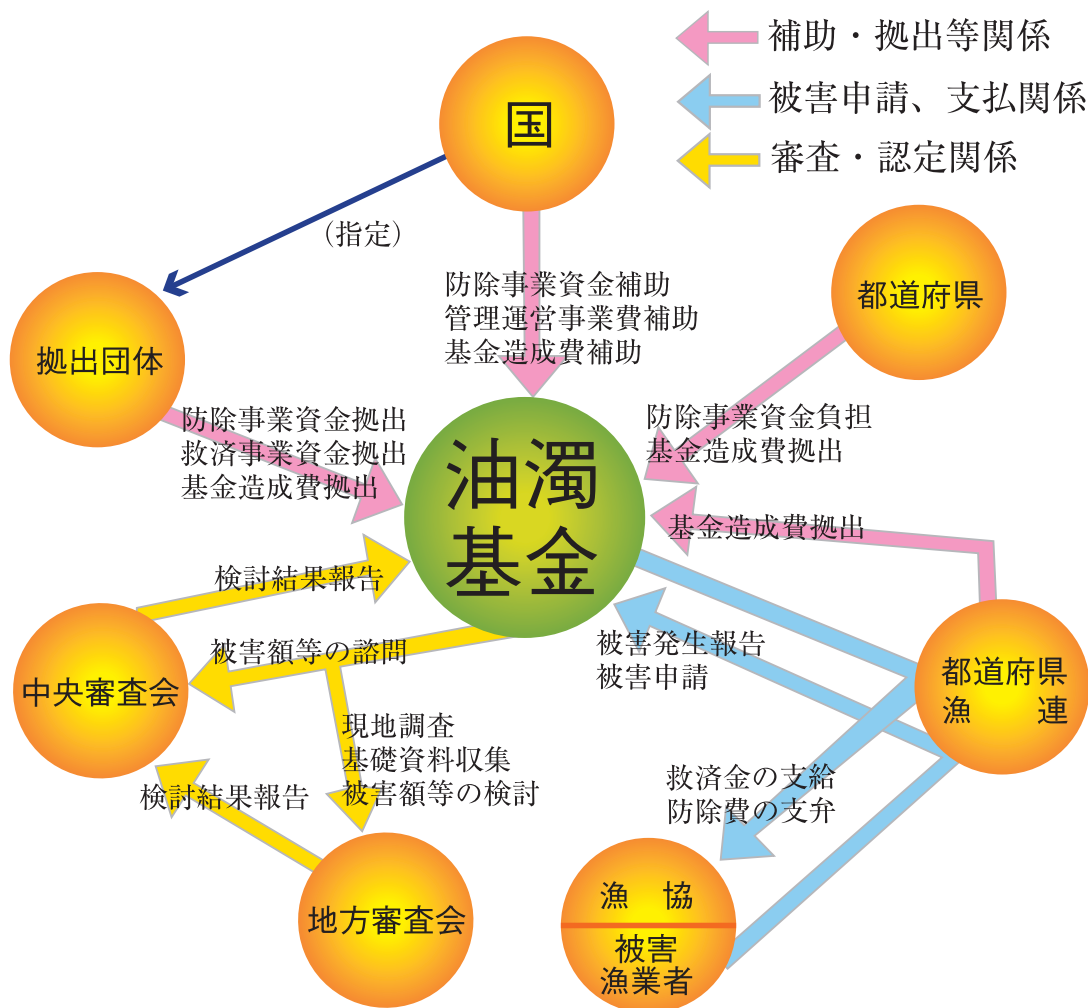 補助・拠出等関係
被害申請、支払関係
審査・認定関係
国
（指定）
防除事業資金補助
管理運営事業費補助
基金造成費補助
都道府県
拠出団体
防除事業資金拠出
救済事業資金拠出
基金造成費拠出
防除事業資金負担
基金造成費拠出
油濁
基金
基金造成費拠出
検討結果報告
被害額等の諮問
中央審査会
被害発生報告
被害申請
都道府県
漁　連
現地調査
基礎資料収集
被害額等の検討
検討結果報告
救済金の支給
防除費の支弁
地方審査会
漁　協
被害
漁業者